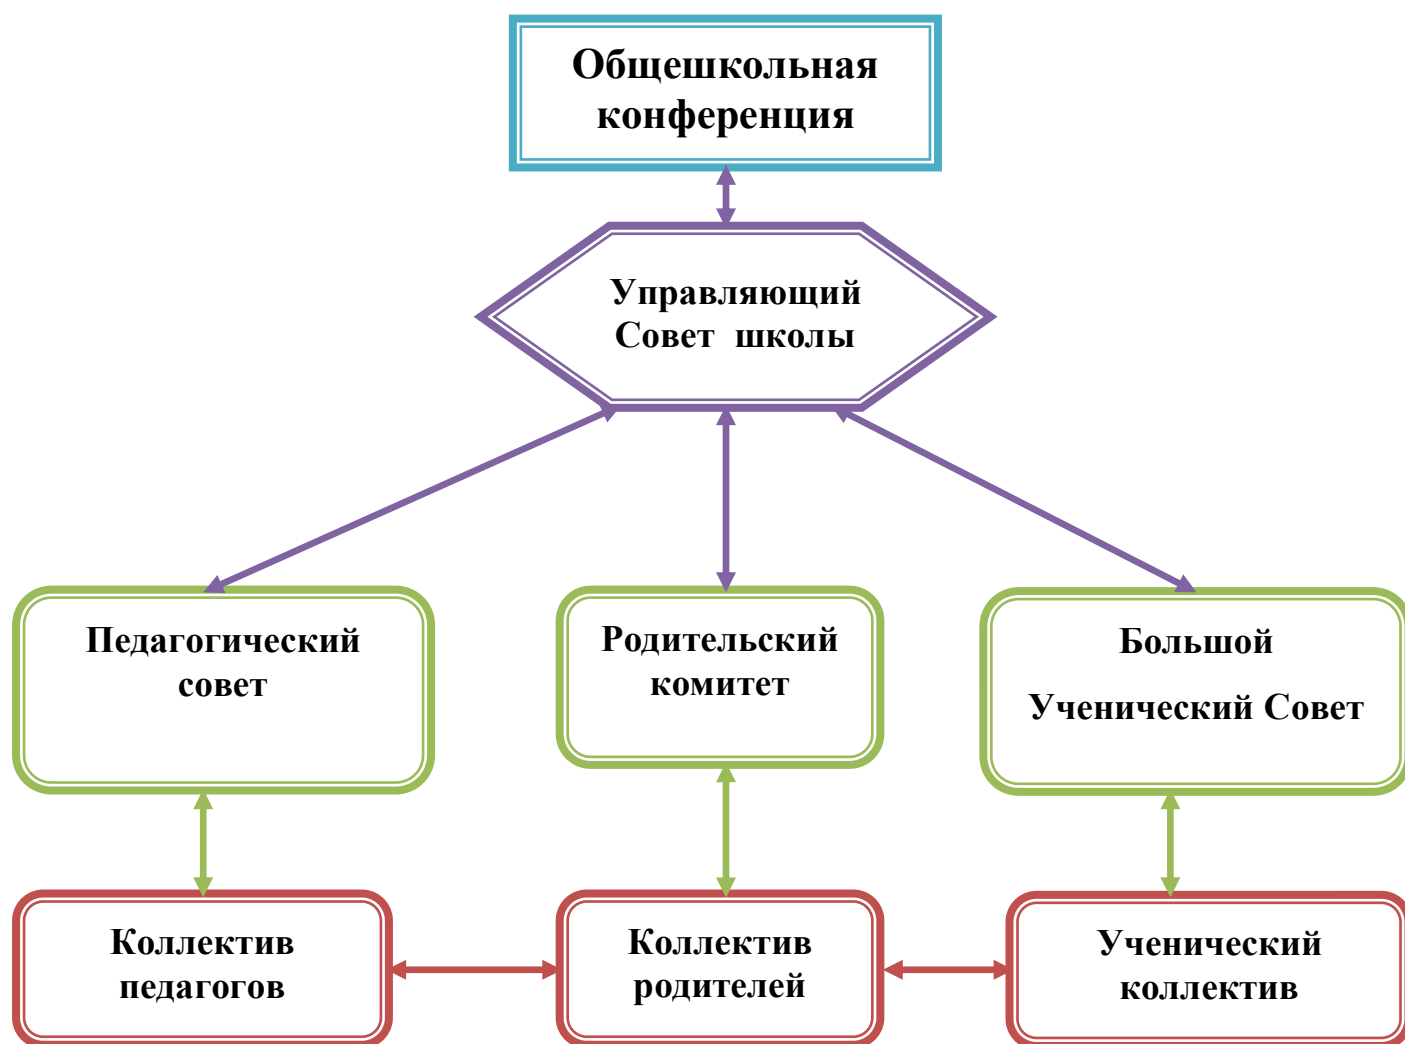 Общешкольная
конференция
Управляющий
Совет школы
Педагогический
совет
Родительский
комитет
Большой
Ученический Совет
Коллектив
педагогов
Коллектив
родителей
Ученический
коллектив